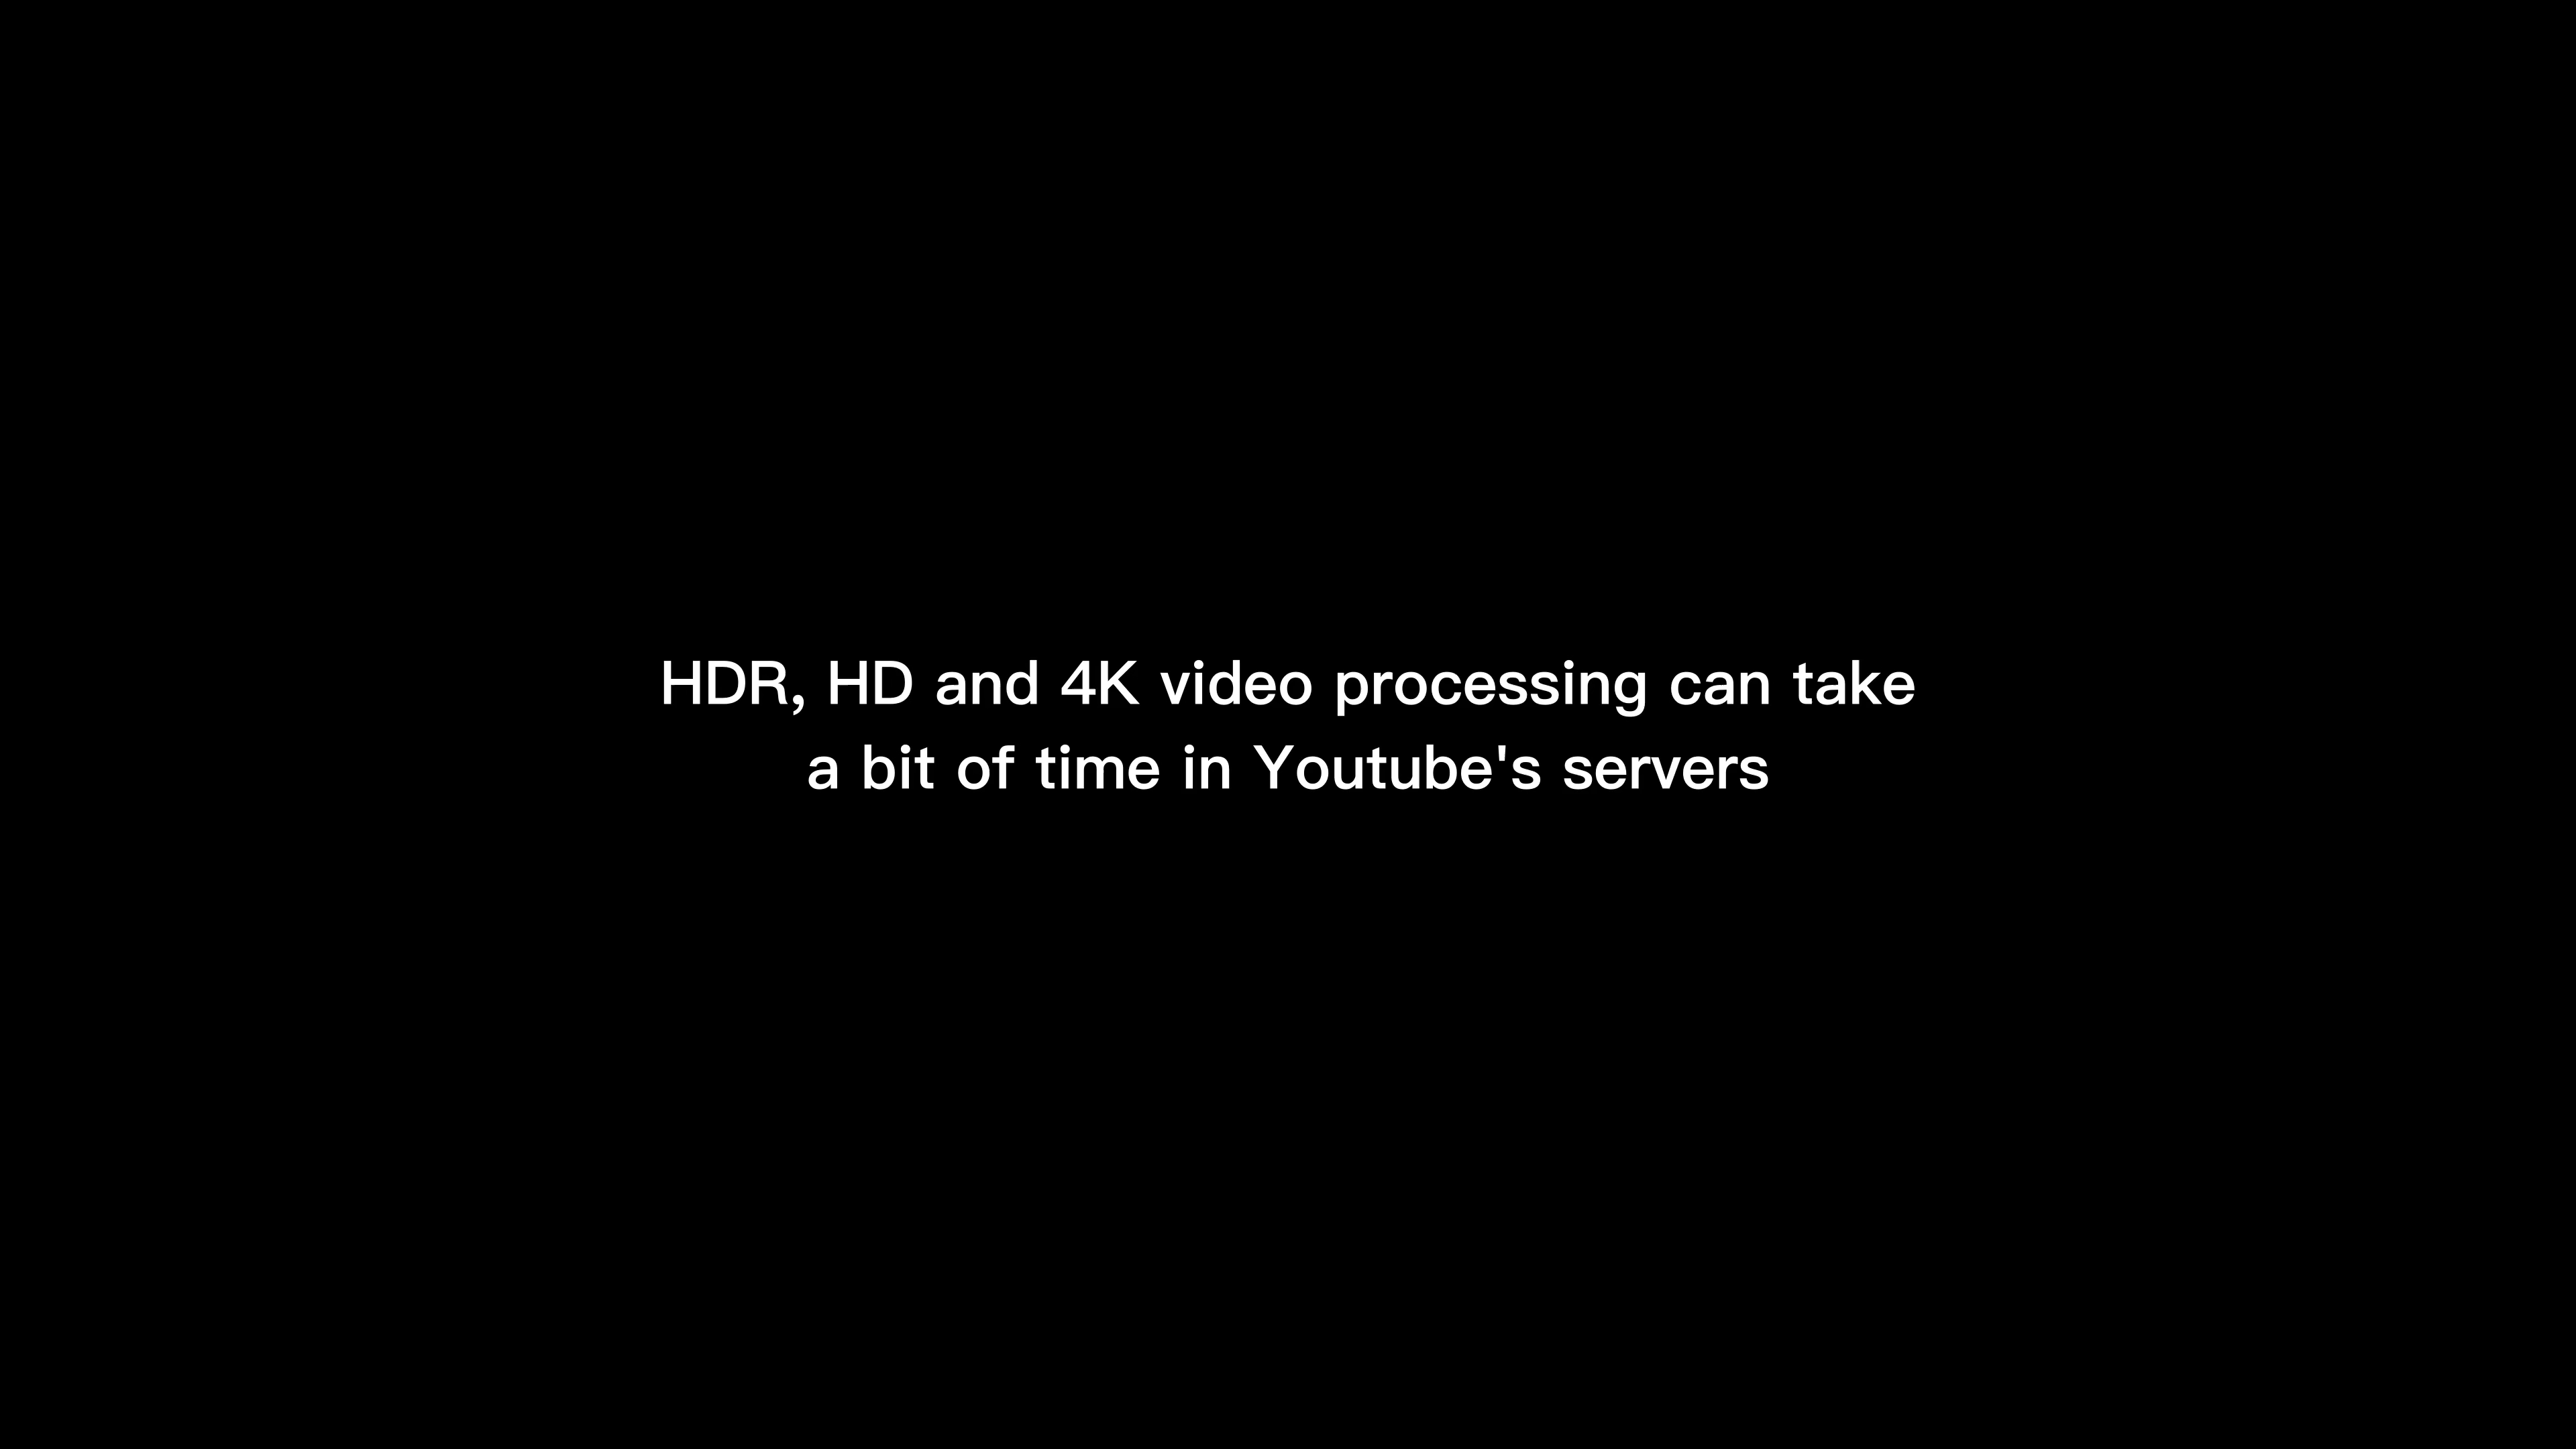 HDR, HD and 4K video processing can take
a bit of time in Youtube's servers